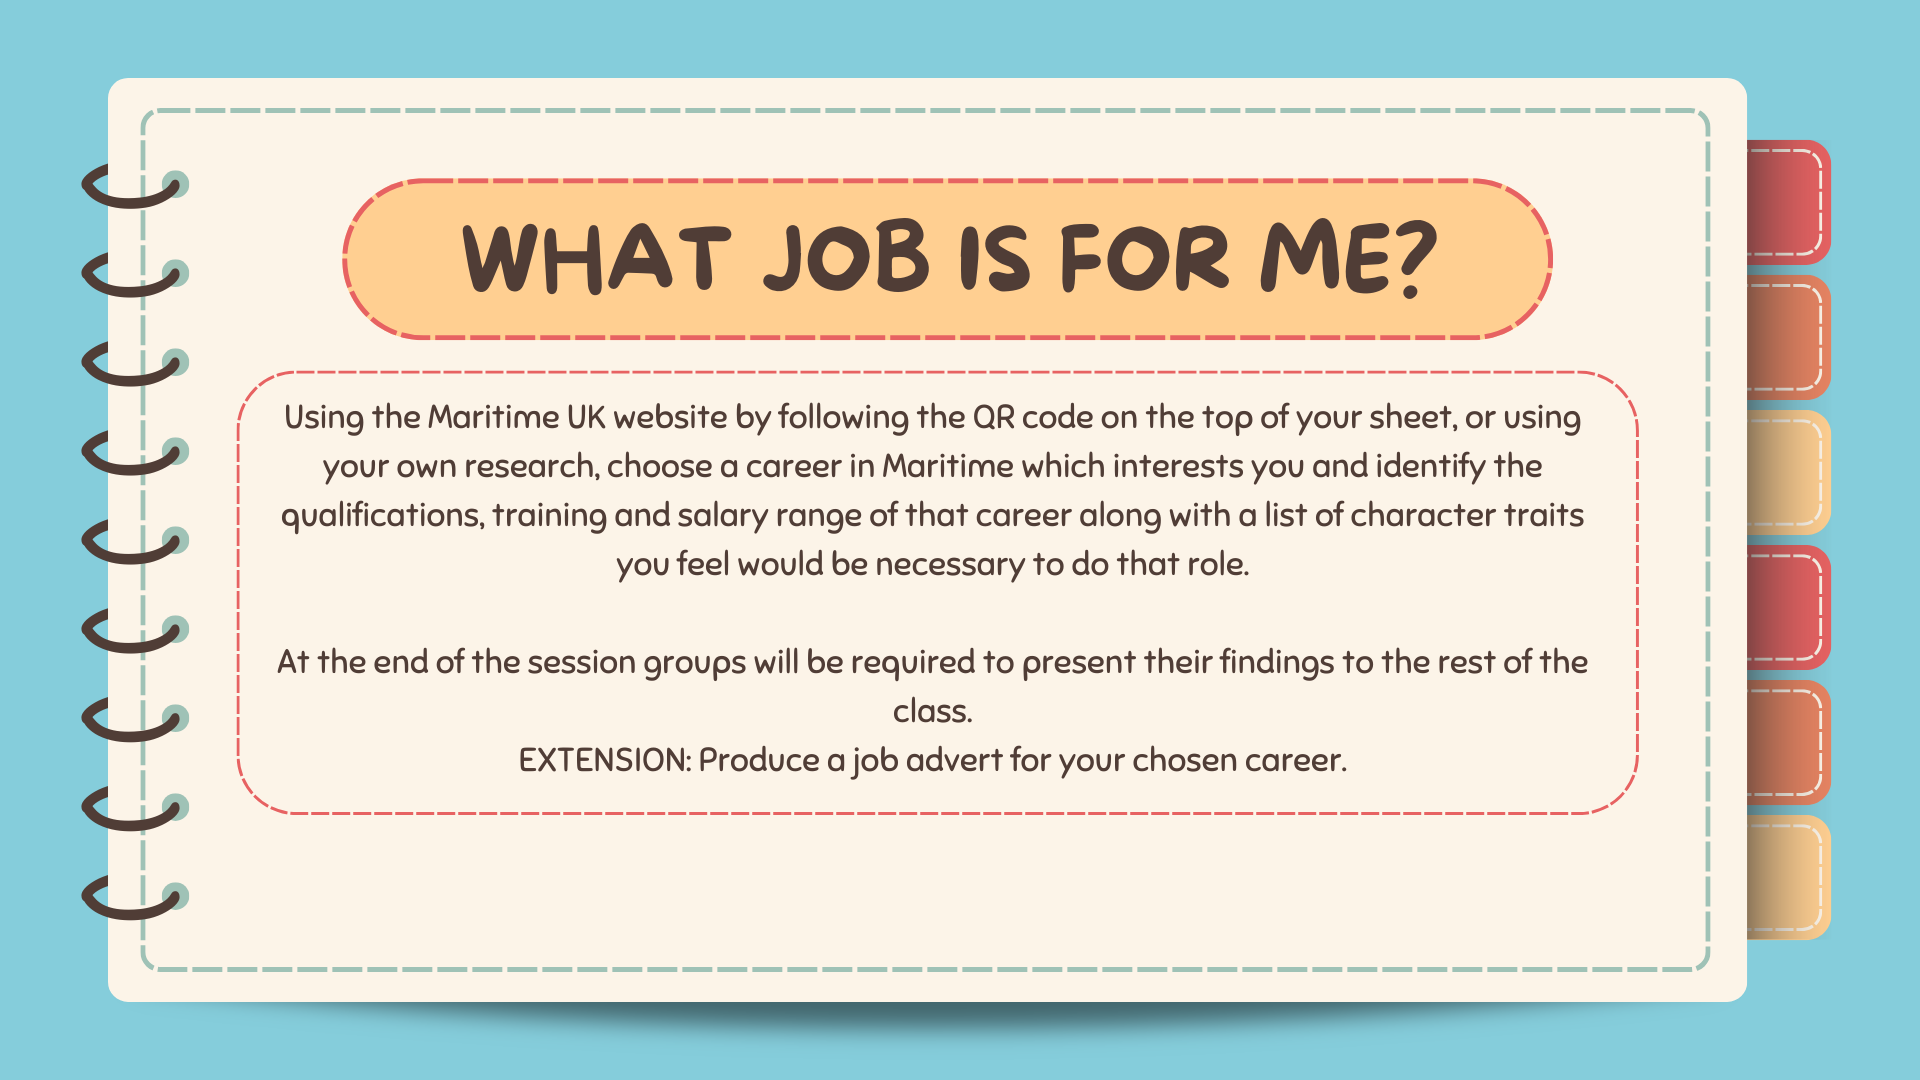 WHAT JOB IS FOR ME?
Using the Maritime UK website by following the QR code on the top of your sheet, or using
your own research, choose a career in Maritime which interests you and identify the
qualifications, training and salary range of that career along with a list of character traits
you feel would be necessary to do that role.
At the end of the session groups will be required to present their findings to the rest of the
class.
EXTENSION: Produce a job advert for your chosen career.